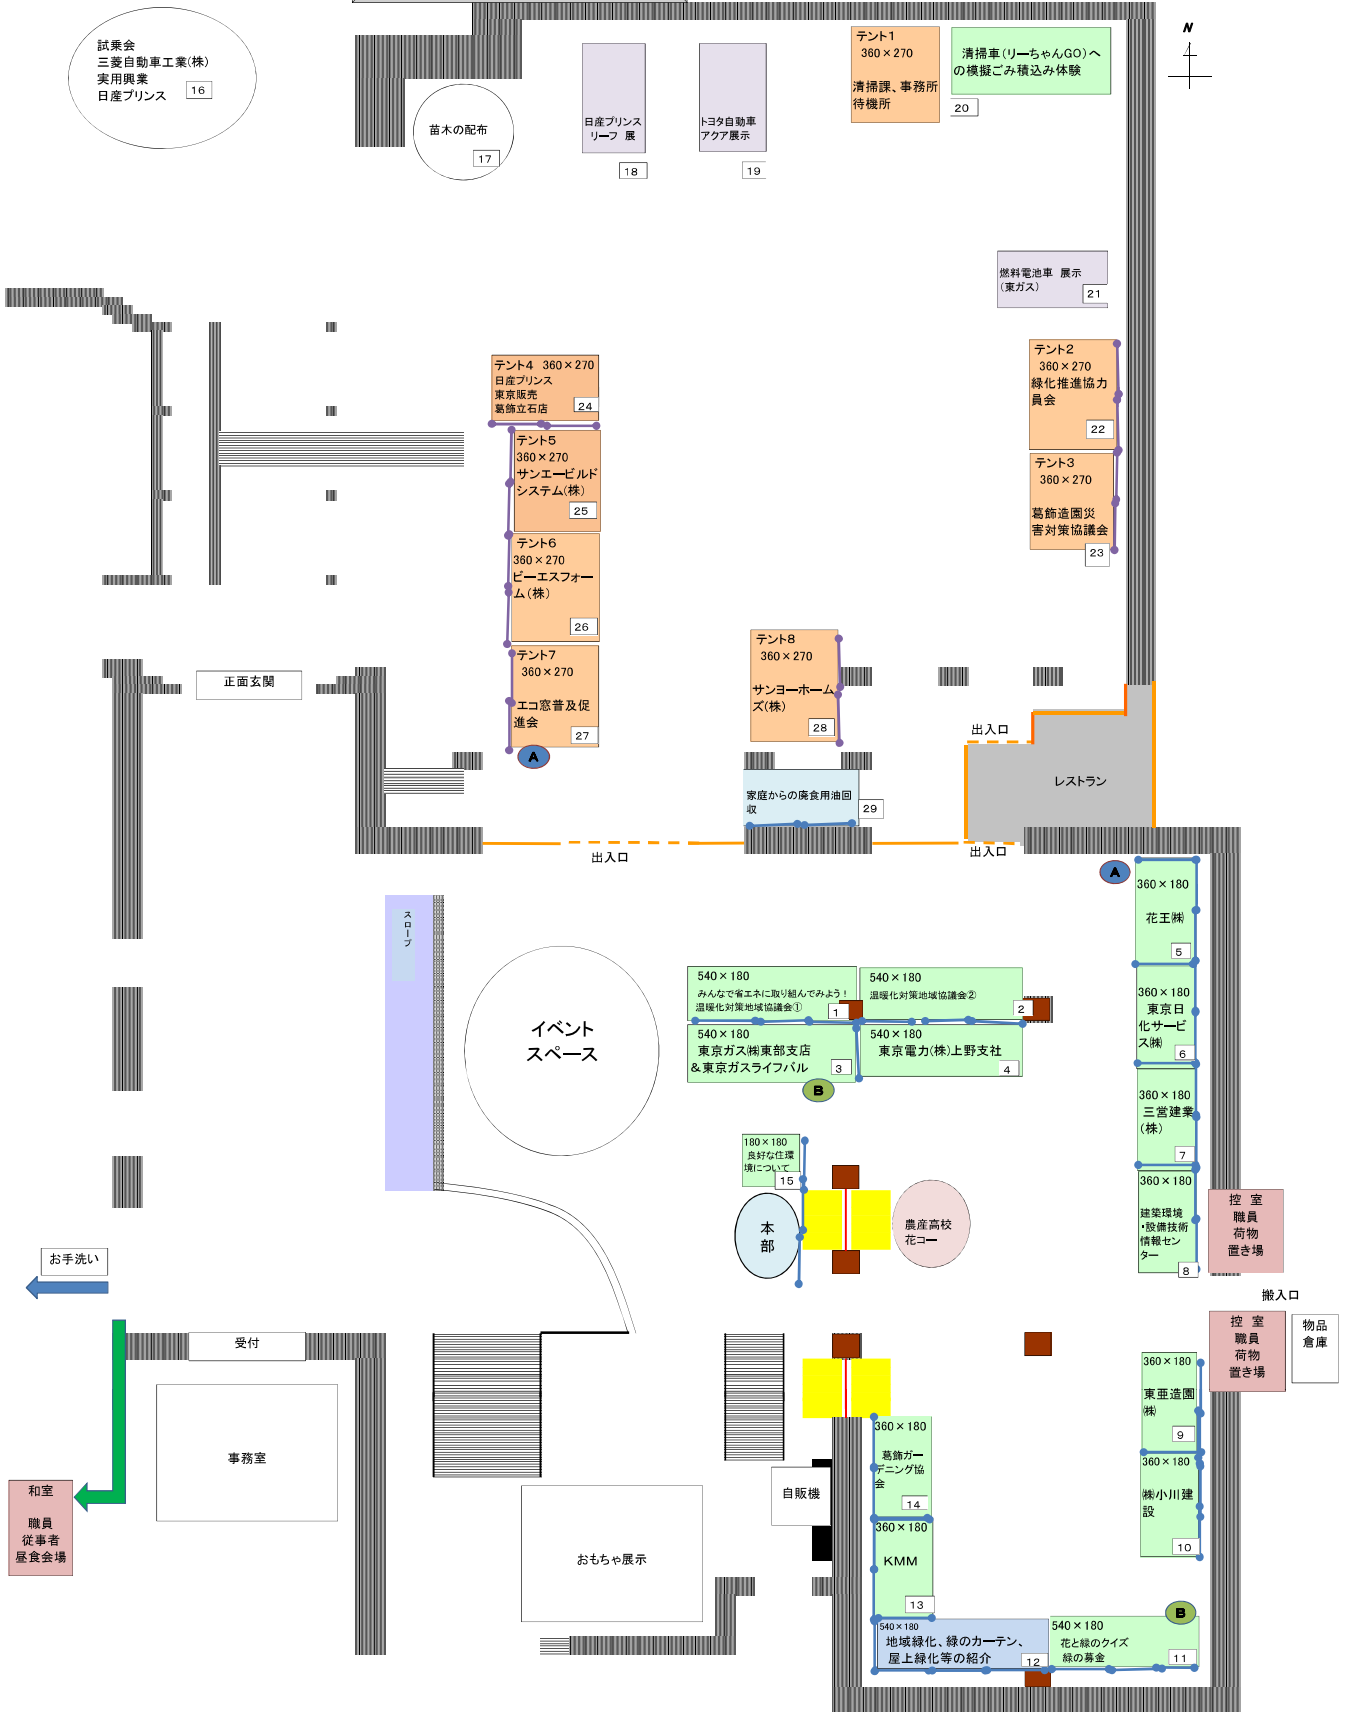 試乗会
三菱自動車工業(株)
実用興業
日産プリンス
16
苗木の配布
17
日産プリンス
リーフ 展
18
トヨタ自動車
アクア展示
19
テント1
360×270
清掃課、事務所
待機所
清掃車(リーちゃんGO)へ
の模擬ごみ積込み体験
20
N
燃料電池車 展示
(東ガス)
21
テント2
360×270
緑化推進協力
員会
22
テント3
360×270
葛飾造園災
害対策協議会
23
テント4 360×270
日産プリンス
東京販売
葛飾立石店
24
テント5
360×270
サンエービルド
システム(株)
25
テント6
360×270
ビーエスフォー
ム(株)
26
テント7
360×270
エコ窓普及促
進会
27
A
テント8
360×270
サンヨーホーム
ズ(株)
28
正面玄関
家庭からの廃食用油回
収
29
出入口
レストラン
出入口
出入口
スロープ
イベント
スペース
540×180
みんなで省エネに取り組んでみよう!
温暖化対策地域協議会①
1
540×180
温暖化対策地域協議会②
2
540×180
東京ガス㈱東部支店
&東京ガスライフバル
3
B
540×180
東京電力(株)上野支社
4
A
360×180
花王㈱
5
360×180
東京日
化サービ
ス㈱
6
360×180
三営建業
(株)
7
360×180
建築環境
・設備技術
情報セン
ター
8
180×180
良好な住環
境について
15
本
部
農産高校
花コー
控 室
職員
荷物
置き場
搬入口
控 室
職員
荷物
置き場
物品
倉庫
お手洗い
受付
事務室
和室
職員
従事者
昼食会場
自販機
おもちゃ展示
360×180
東亜造園
㈱
9
360×180
㈱小川建
設
10
360×180
葛飾ガー
デニング協
会
14
360×180
KMM
13
540×180
地域緑化、緑のカーテン、
屋上緑化等の紹介
12
B
540×180
花と緑のクイズ
緑の募金
11